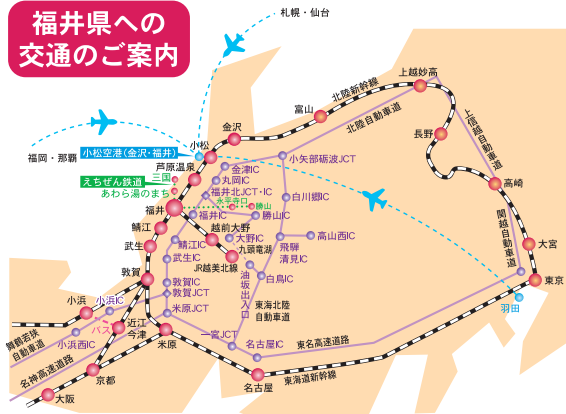 福井県への
交通のご案内
札幌・仙台
福岡・那覇
小松空港(金沢・福井)
小松
金沢
富山
北陸新幹線
北陸自動車道
上越妙高
上信越自動車道
長野
高崎
関越自動車道
大宮
東京
羽田
芦原温泉
えちぜん鉄道
三国
あわら湯のまち
永平寺口
勝山
福井
鯖江
武生
敦賀
越前大野
九頭竜湖
JR越美北線
金津IC
丸岡IC
福井北JCT・IC
福井IC
勝山IC
大野IC
鯖江IC
武生IC
敦賀IC
敦賀JCT
米原JCT
小矢部砺波JCT
白川郷IC
高山西IC
飛騨
清見IC
白鳥IC
油坂出入口
東海北陸
自動車道
小浜
小浜IC
小浜西IC
バス
近江
今津
舞鶴若狭
自動車道
名神高速道路
大阪
京都
米原
一宮JCT
名古屋IC
名古屋
東名高速道路
東海道新幹線